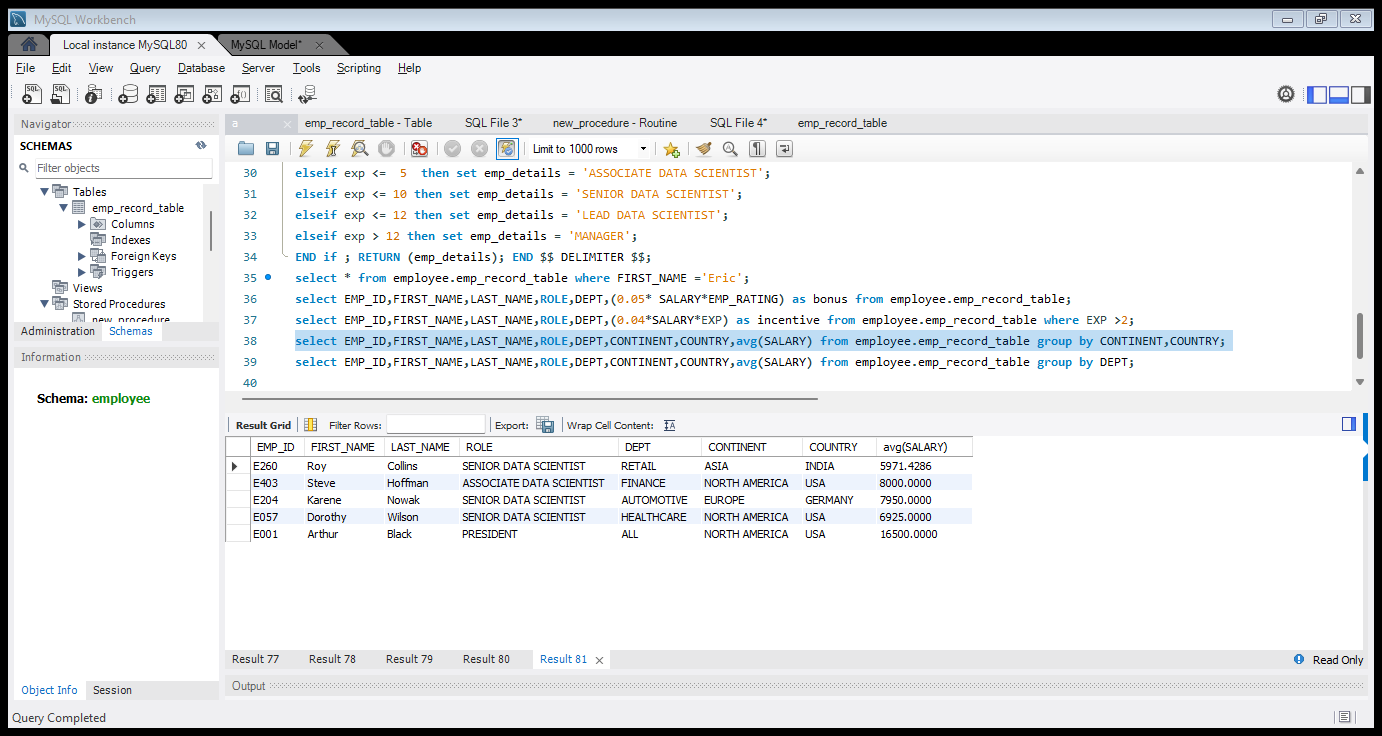 MySQL Workbench
Local instance MySQL80
MySQL Model*
File Edit View Query Database Server Tools Scripting Help
Navigator
SCHEMAS
Filter objects
Tables
emp_record_table
Columns
Indexes
Foreign Keys
Triggers
Views
Stored Procedures
new_procedure
Administration Schemas
Information
Schema: employee
Object Info Session
a
emp_record_table - Table
SQL File 3*
new_procedure - Routine
SQL File 4*
emp_record_table
Limit to 1000 rows
30 elseif exp <=  5  then set emp_details = 'ASSOCIATE DATA SCIENTIST';
31 elseif exp <= 10 then set emp_details = 'SENIOR DATA SCIENTIST';
32 elseif exp <= 12 then set emp_details = 'LEAD DATA SCIENTIST';
33 elseif exp > 12 then set emp_details = 'MANAGER';
34 END if ; RETURN (emp_details); END $$ DELIMITER $$;
35 select * from employee.emp_record_table where FIRST_NAME ='Eric';
36 select EMP_ID,FIRST_NAME,LAST_NAME,ROLE,DEPT,(0.05* SALARY*EMP_RATING) as bonus from employee.emp_record_table;
37 select EMP_ID,FIRST_NAME,LAST_NAME,ROLE,DEPT,(0.04*SALARY*EXP) as incentive from employee.emp_record_table where EXP >2;
38 select EMP_ID,FIRST_NAME,LAST_NAME,ROLE,DEPT,CONTINENT,COUNTRY,avg(SALARY) from employee.emp_record_table group by CONTINENT,COUNTRY;
39 select EMP_ID,FIRST_NAME,LAST_NAME,ROLE,DEPT,CONTINENT,COUNTRY,avg(SALARY) from employee.emp_record_table group by DEPT;
40
Result Grid Filter Rows: Export: Wrap Cell Content: IA
EMP_ID FIRST_NAME LAST_NAME ROLE DEPT CONTINENT COUNTRY avg(SALARY)
E260 Roy Collins SENIOR DATA SCIENTIST RETAIL ASIA INDIA 5971.4286
E403 Steve Hoffman ASSOCIATE DATA SCIENTIST FINANCE NORTH AMERICA USA 8000.0000
E204 Karene Nowak SENIOR DATA SCIENTIST AUTOMOTIVE EUROPE GERMANY 7950.0000
E057 Dorothy Wilson SENIOR DATA SCIENTIST HEALTHCARE NORTH AMERICA USA 6925.0000
E001 Arthur Black PRESIDENT ALL NORTH AMERICA USA 16500.0000
Result 77 Result 78 Result 79 Result 80 Result 81 Read Only
Output
Query Completed